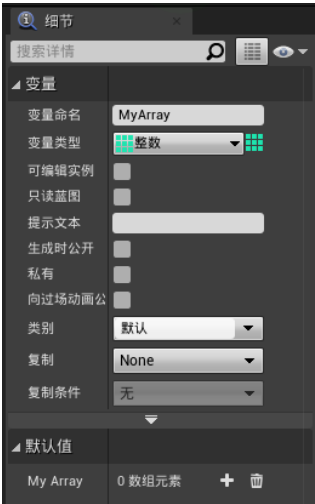 细节
搜索详情
变量
变量命名 MyArray
变量类型 整数
可编辑实例
只读蓝图
提示文本
生成时公开
私有
向过场动画公
类别 默认
复制 None
复制条件 无
默认值
My Array 0 数组元素